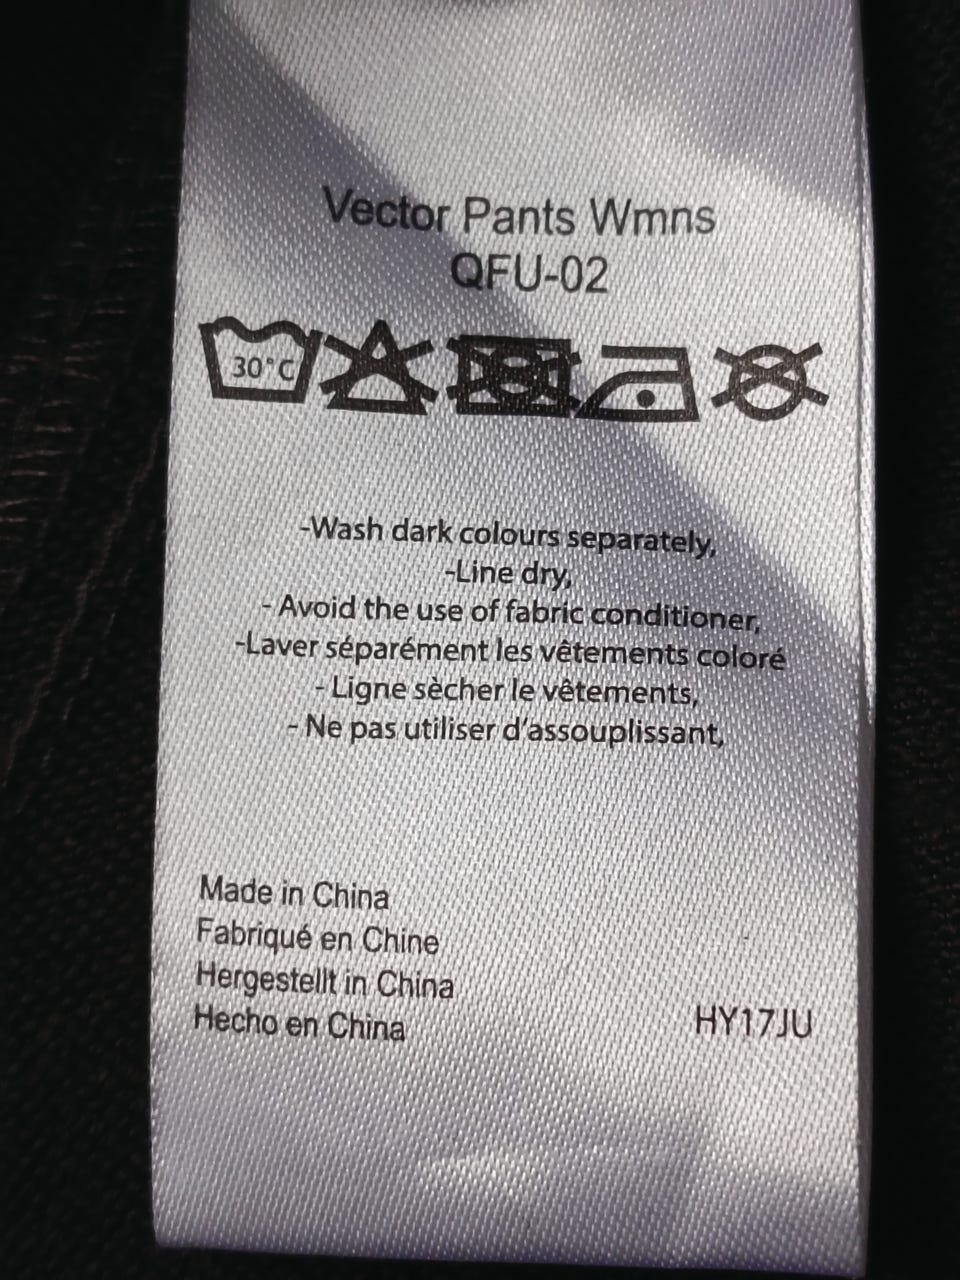 Vector Pants Wmns
QFU-02
30°C
-Wash dark colours separately,
-Line dry,
- Avoid the use of fabric conditioner,
-Laver séparément les vêtements coloré
- Ligne sècher le vêtements,
- Ne pas utiliser d'assouplissant,
Made in China
Fabriqué en Chine
Hergestellt in China
Hecho en China
HY17JU